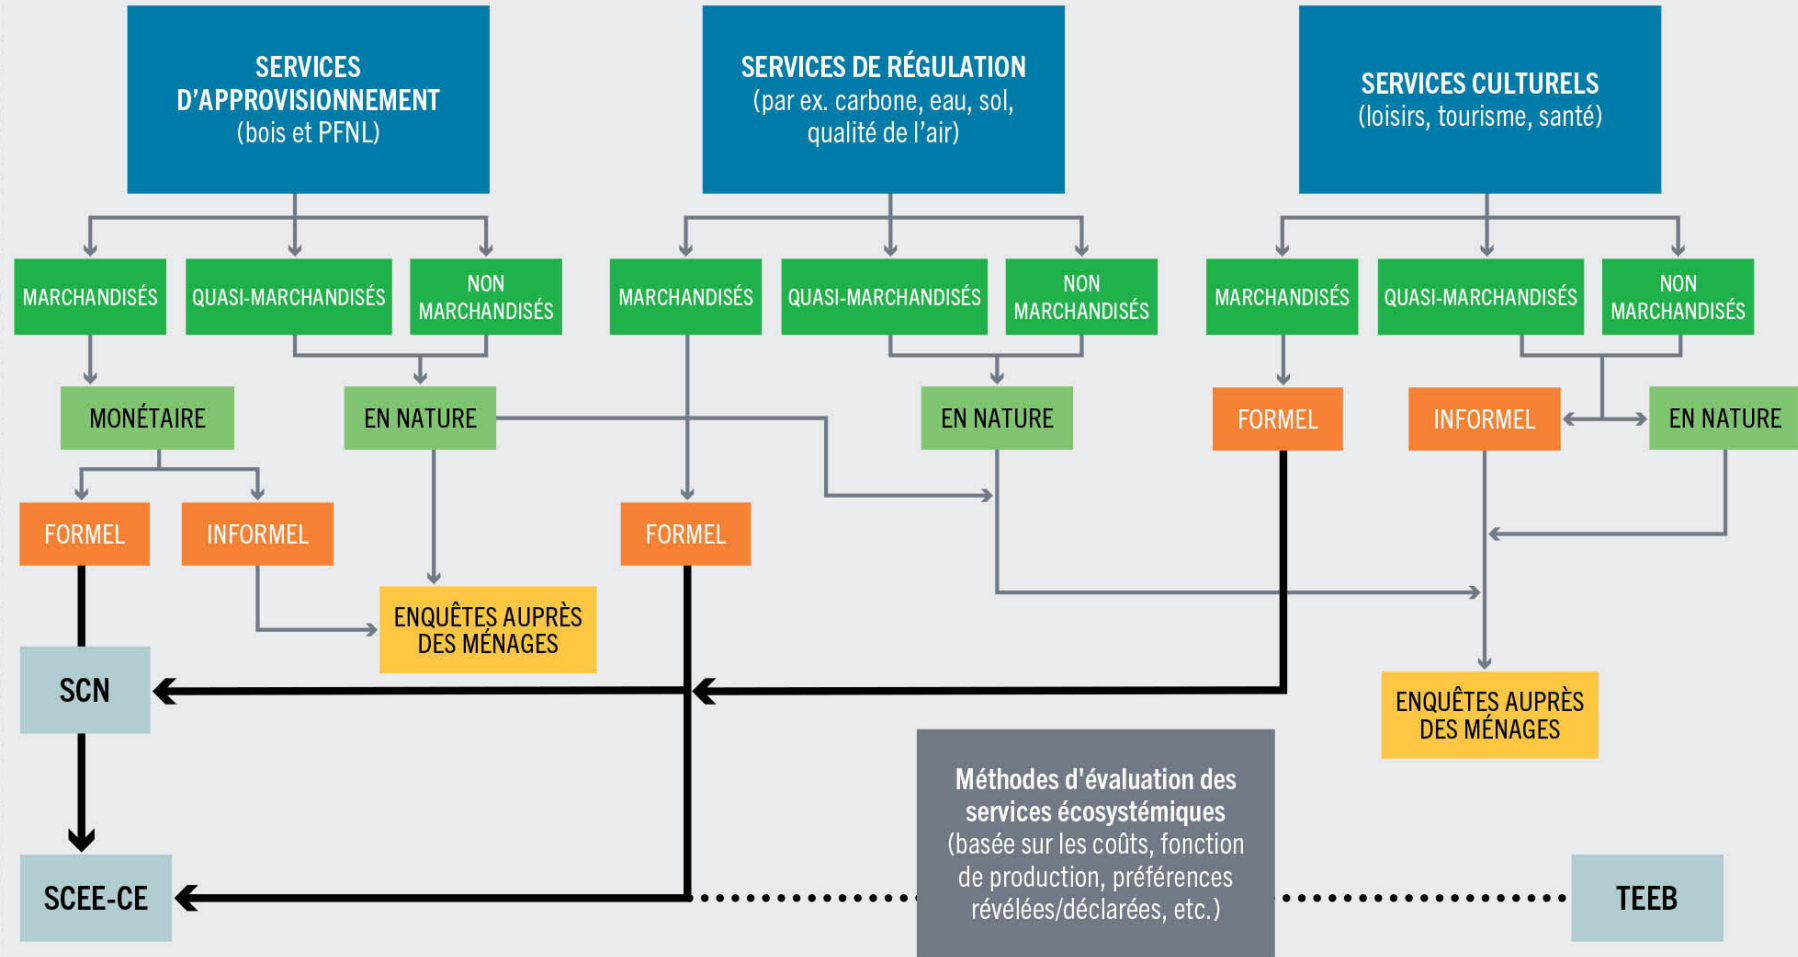 SERVICES
D’APPROVISIONNEMENT
(bois et PFNL)
SERVICES DE RÉGULATION
(par ex. carbone, eau, sol,
qualité de l’air)
SERVICES CULTURELS
(loisirs, tourisme, santé)
MARCHANDISÉS
QUASI-MARCHANDISÉS
NON
MARCHANDISÉS
MARCHANDISÉS
QUASI-MARCHANDISÉS
NON
MARCHANDISÉS
MARCHANDISÉS
QUASI-MARCHANDISÉS
NON
MARCHANDISÉS
MONÉTAIRE
EN NATURE
EN NATURE
FORMEL
INFORMEL
EN NATURE
FORMEL
INFORMEL
FORMEL
ENQUÊTES AUPRÈS
DES MÉNAGES
SCN
ENQUÊTES AUPRÈS
DES MÉNAGES
Méthodes d'évaluation des
services écosystémiques
(basée sur les coûts, fonction
de production, préférences
révélées/déclarées, etc.)
SCEE-CE
TEEB